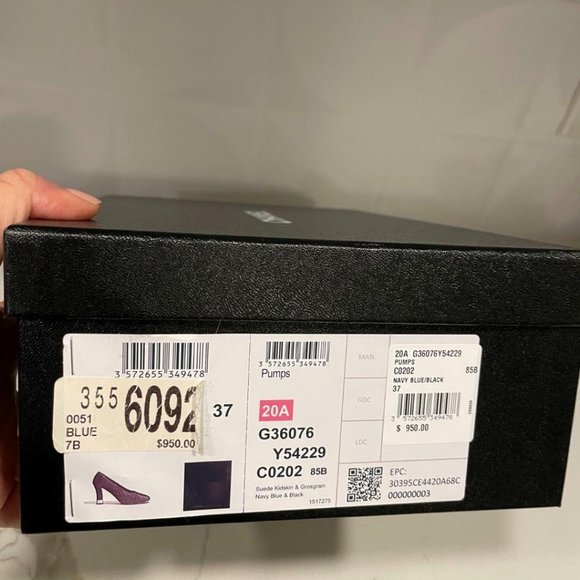 3 572655 349478
355 6092
0051
BLUE
7B
$950.00
37
3 572655 349478
Pumps
20A
G36076
Y54229
C0202 85B
Suede Kidskin & Grosgrain
Navy Blue & Black
1517275
MAN.
GDC
LDC
20A G36076Y54229
PUMPS
C0202 85B
NAVY BLUE/BLACK
37
3 572655 349478
$ 950.00
EPC:
30395CE4420A68C
000000003